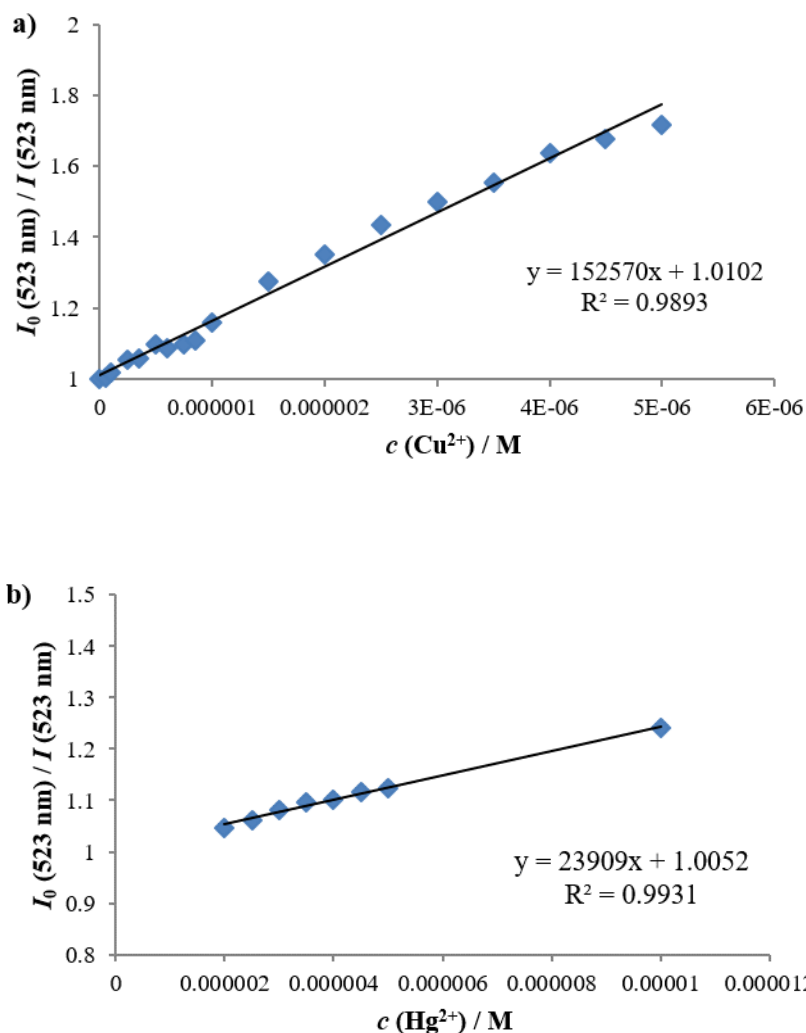 a)
2
1.8
1.6
1.4
1.2
1
I₀ (523 nm) / I (523 nm)
y = 152570x + 1.0102
R² = 0.9893
0 0.000001 0.000002 3E-06 4E-06 5E-06 6E-06
c (Cu²⁺) / M
b)
1.5
1.4
1.3
1.2
1.1
1
0.9
0.8
I₀ (523 nm) / I (523 nm)
y = 23909x + 1.0052
R² = 0.9931
0 0.000002 0.000004 0.000006 0.000008 0.00001 0.000012
c (Hg²⁺) / M